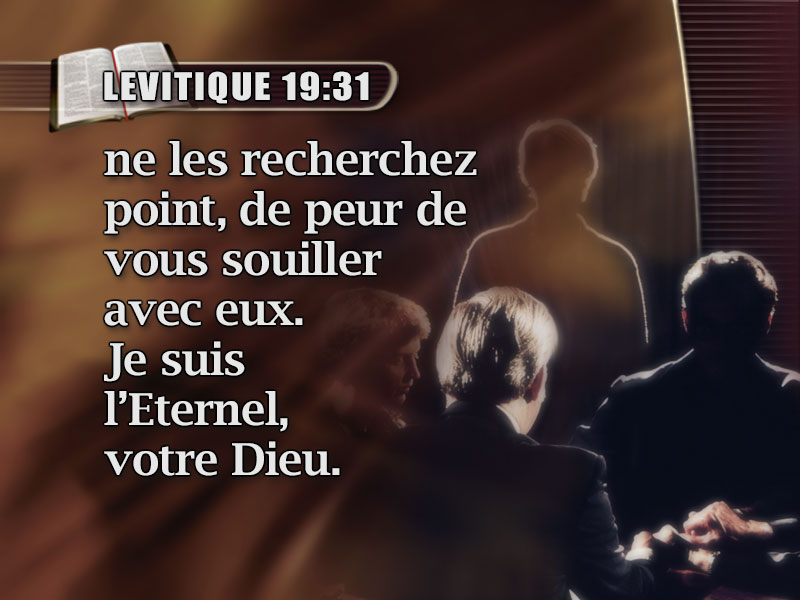 LEVITIQUE 19:31
ne les recherchez
point, de peur de
vous souiller
avec eux.
Je suis
l’Eternel,
votre Dieu.